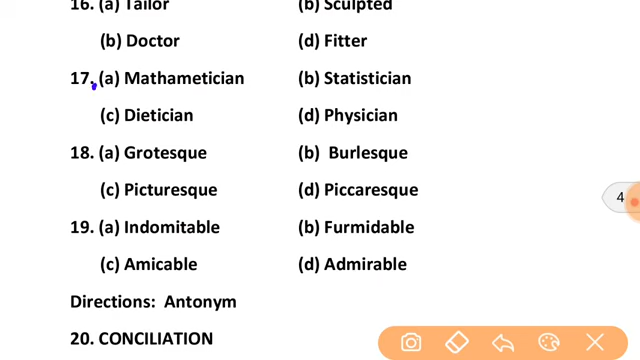 16. (a) Tailor (b) Sculpted
(b) Doctor (d) Fitter
17. (a) Mathametician (b) Statistician
(c) Dietician (d) Physician
18. (a) Grotesque (b) Burlesque
(c) Picturesque (d) Piccaresque
19. (a) Indomitable (b) Furmidable
(c) Amicable (d) Admirable
4
Directions: Antonym
20. CONCILIATION